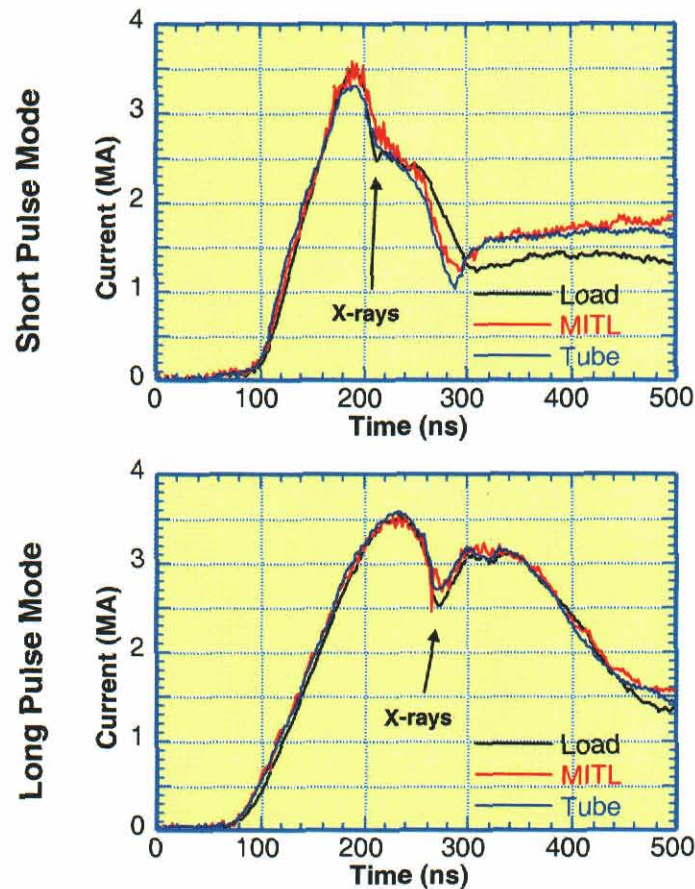 Short Pulse Mode
Current (MA)
4
3
2
1
0
X-rays
Load
MITL
Tube
0 100 200 300 400 500
Time (ns)
Long Pulse Mode
Current (MA)
4
3
2
1
0
X-rays
Load
MITL
Tube
0 100 200 300 400 500
Time (ns)